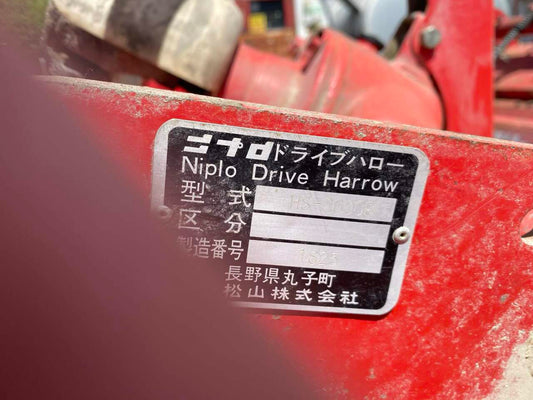 ニプロドライブハロー
Niplo Drive Harrow
型式
区分
製造番号
長野県丸子町
松山株式会社